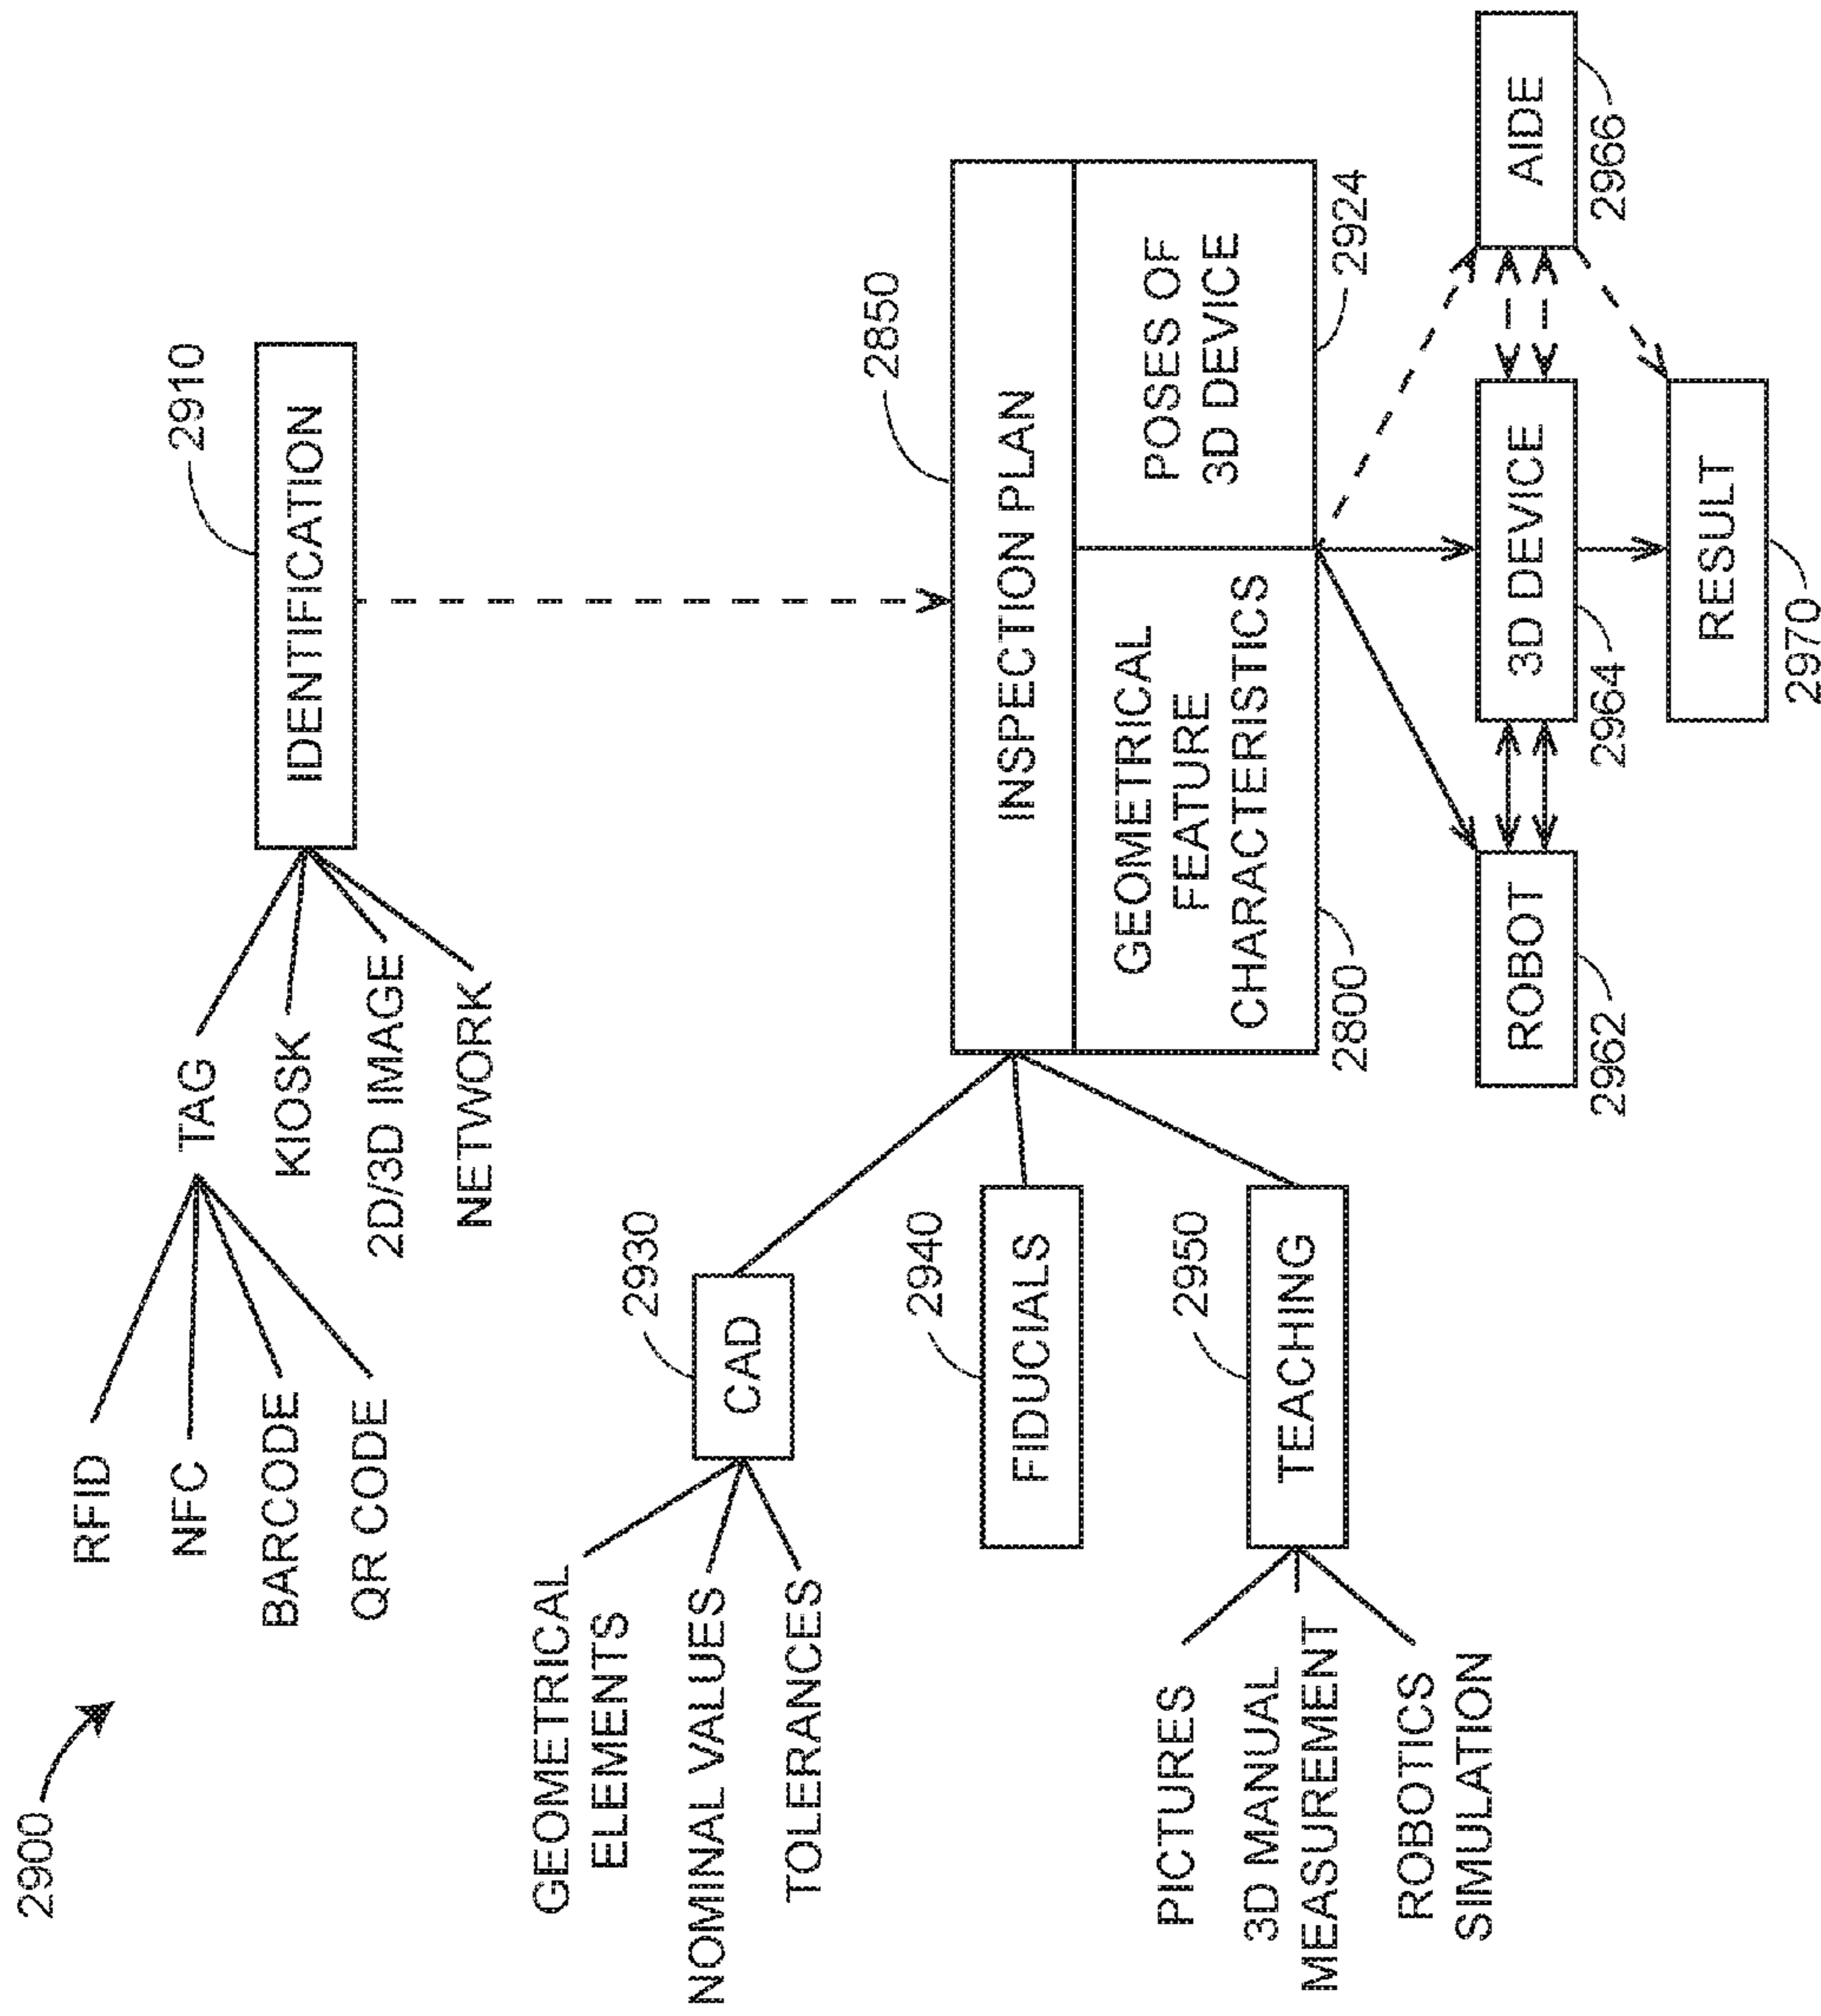 2900
RFID
NFC
BARCODE
QR CODE
TAG
KIOSK
2D/3D IMAGE
NETWORK
2910
IDENTIFICATION
GEOMETRICAL
ELEMENTS
NOMINAL VALUES
TOLERANCES
2930
CAD
2940
FIDUCIALS
PICTURES
3D MANUAL
MEASUREMENT
ROBOTICS
SIMULATION
2950
TEACHING
2850
INSPECTION PLAN
GEOMETRICAL
FEATURE
CHARACTERISTICS
2800
POSES OF
3D DEVICE
2924
ROBOT
2962
3D DEVICE
2964
AIDE
2966
RESULT
2970